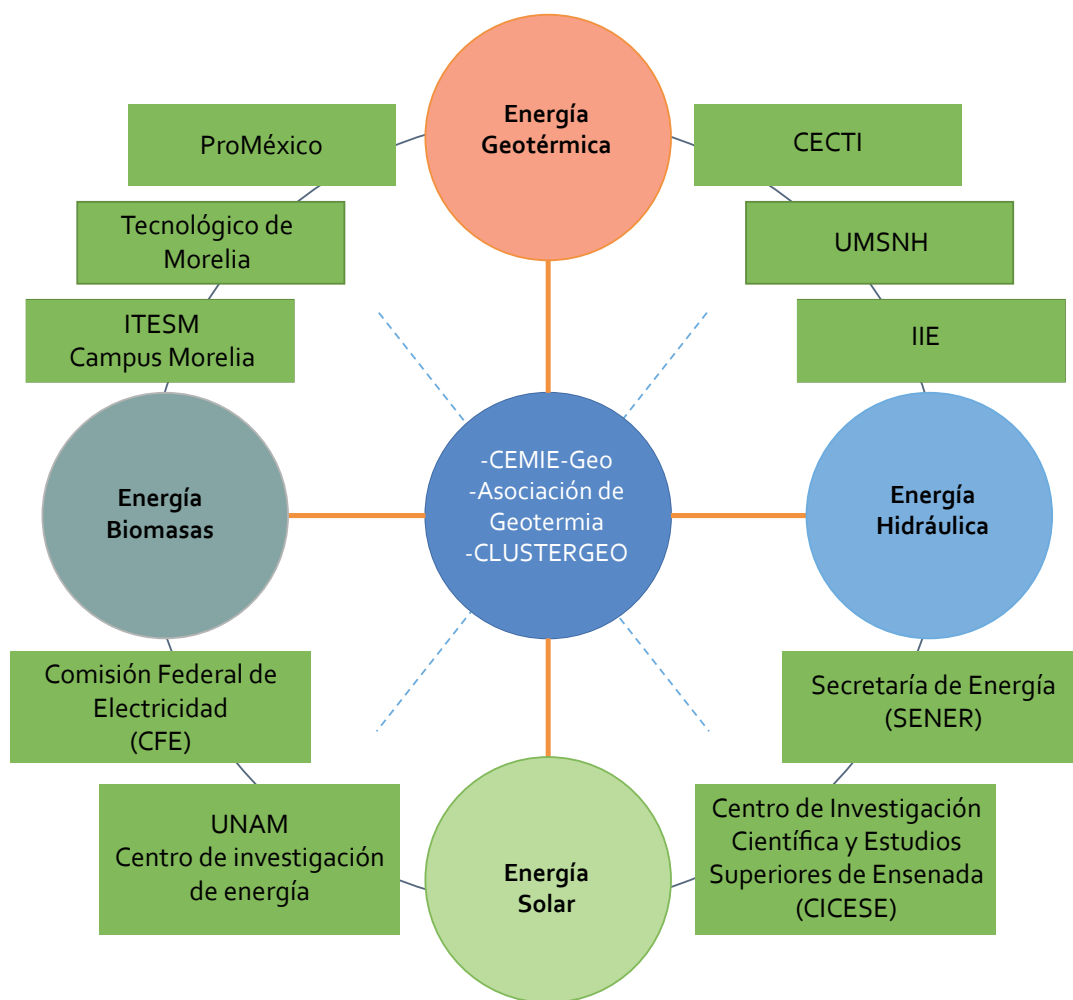 Energía
Geotérmica
ProMéxico
CECTI
Tecnológico de
Morelia
UMSNH
ITESM
Campus Morelia
IIE
Energía
Biomasas
-CEMIE-Geo
-Asociación de
Geotermia
-CLUSTERGEO
Energía
Hidráulica
Comisión Federal de
Electricidad
(CFE)
Secretaría de Energía
(SENER)
UNAM
Centro de investigación
de energía
Energía
Solar
Centro de Investigación
Científica y Estudios
Superiores de Ensenada
(CICESE)